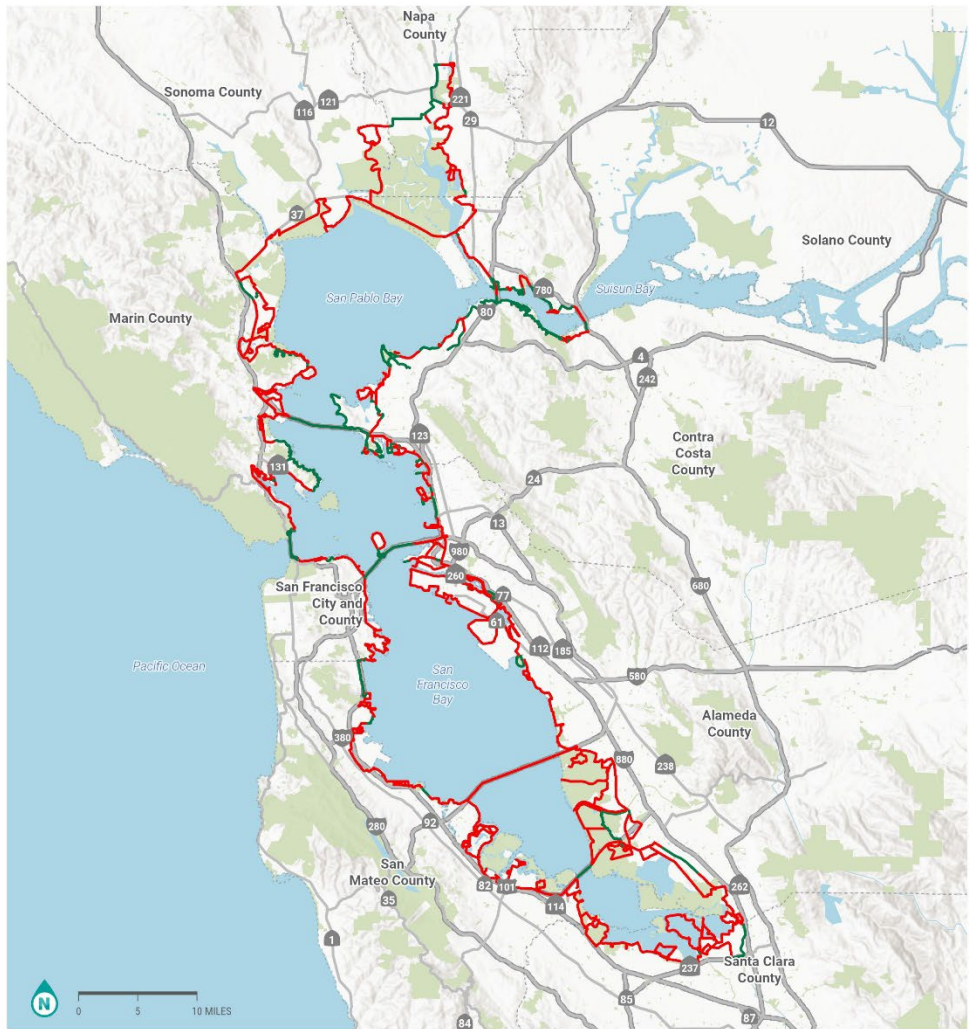 Napa
County
Sonoma County
121
116
221
29
12
37
Solano County
San Pablo Bay
780
Suisun Bay
Marin County
80
4
242
123
Contra
Costa
County
131
24
13
980
260
San Francisco
City and
County
77
680
61
Pacific Ocean
112
185
San
Francisco
Bay
580
Alameda
County
380
880
238
92
280
San
Mateo County
82
101
262
35
114
1
Santa Clara
County
237
85
87
84
N
0
5
10 MILES